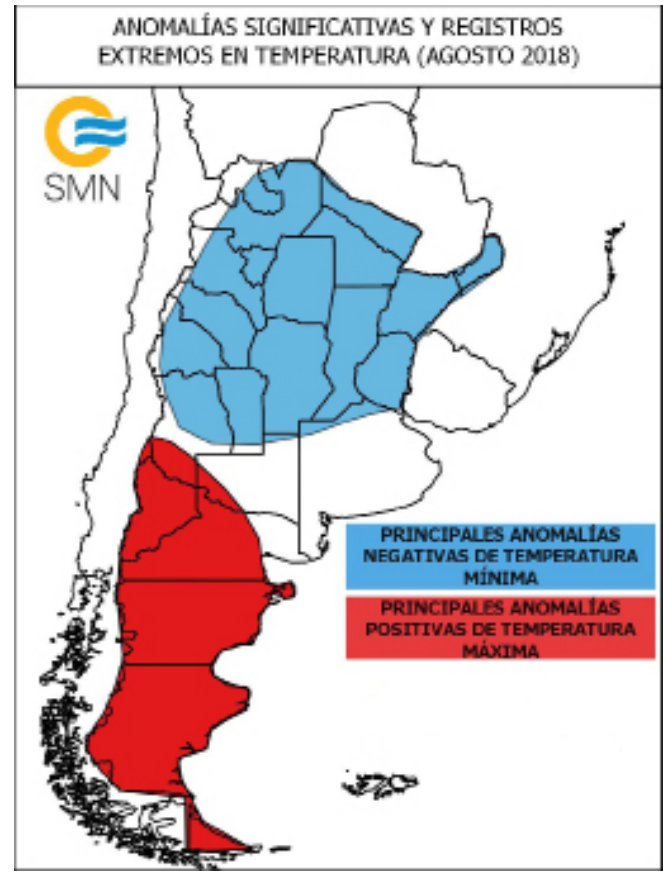 ANOMALÍAS SIGNIFICATIVAS Y REGISTROS
EXTREMOS EN TEMPERATURA (AGOSTO 2018)
SMN
PRINCIPALES ANOMALÍAS
NEGATIVAS DE TEMPERATURA
MÍNIMA
PRINCIPALES ANOMALÍAS
POSITIVAS DE TEMPERATURA
MÁXIMA